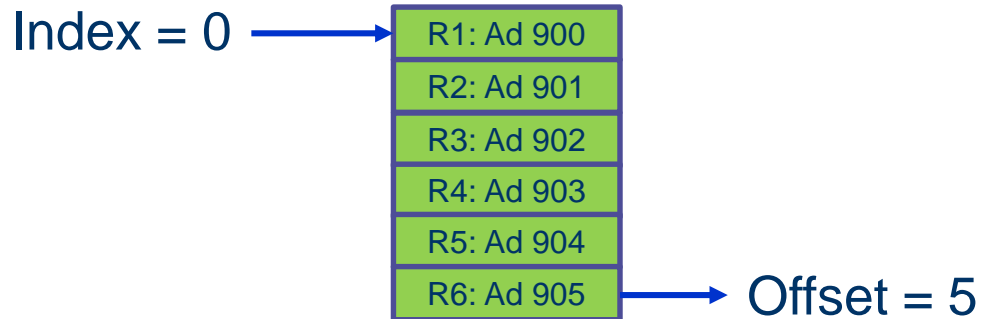 Index = 0
R1: Ad 900
R2: Ad 901
R3: Ad 902
R4: Ad 903
R5: Ad 904
R6: Ad 905
Offset = 5